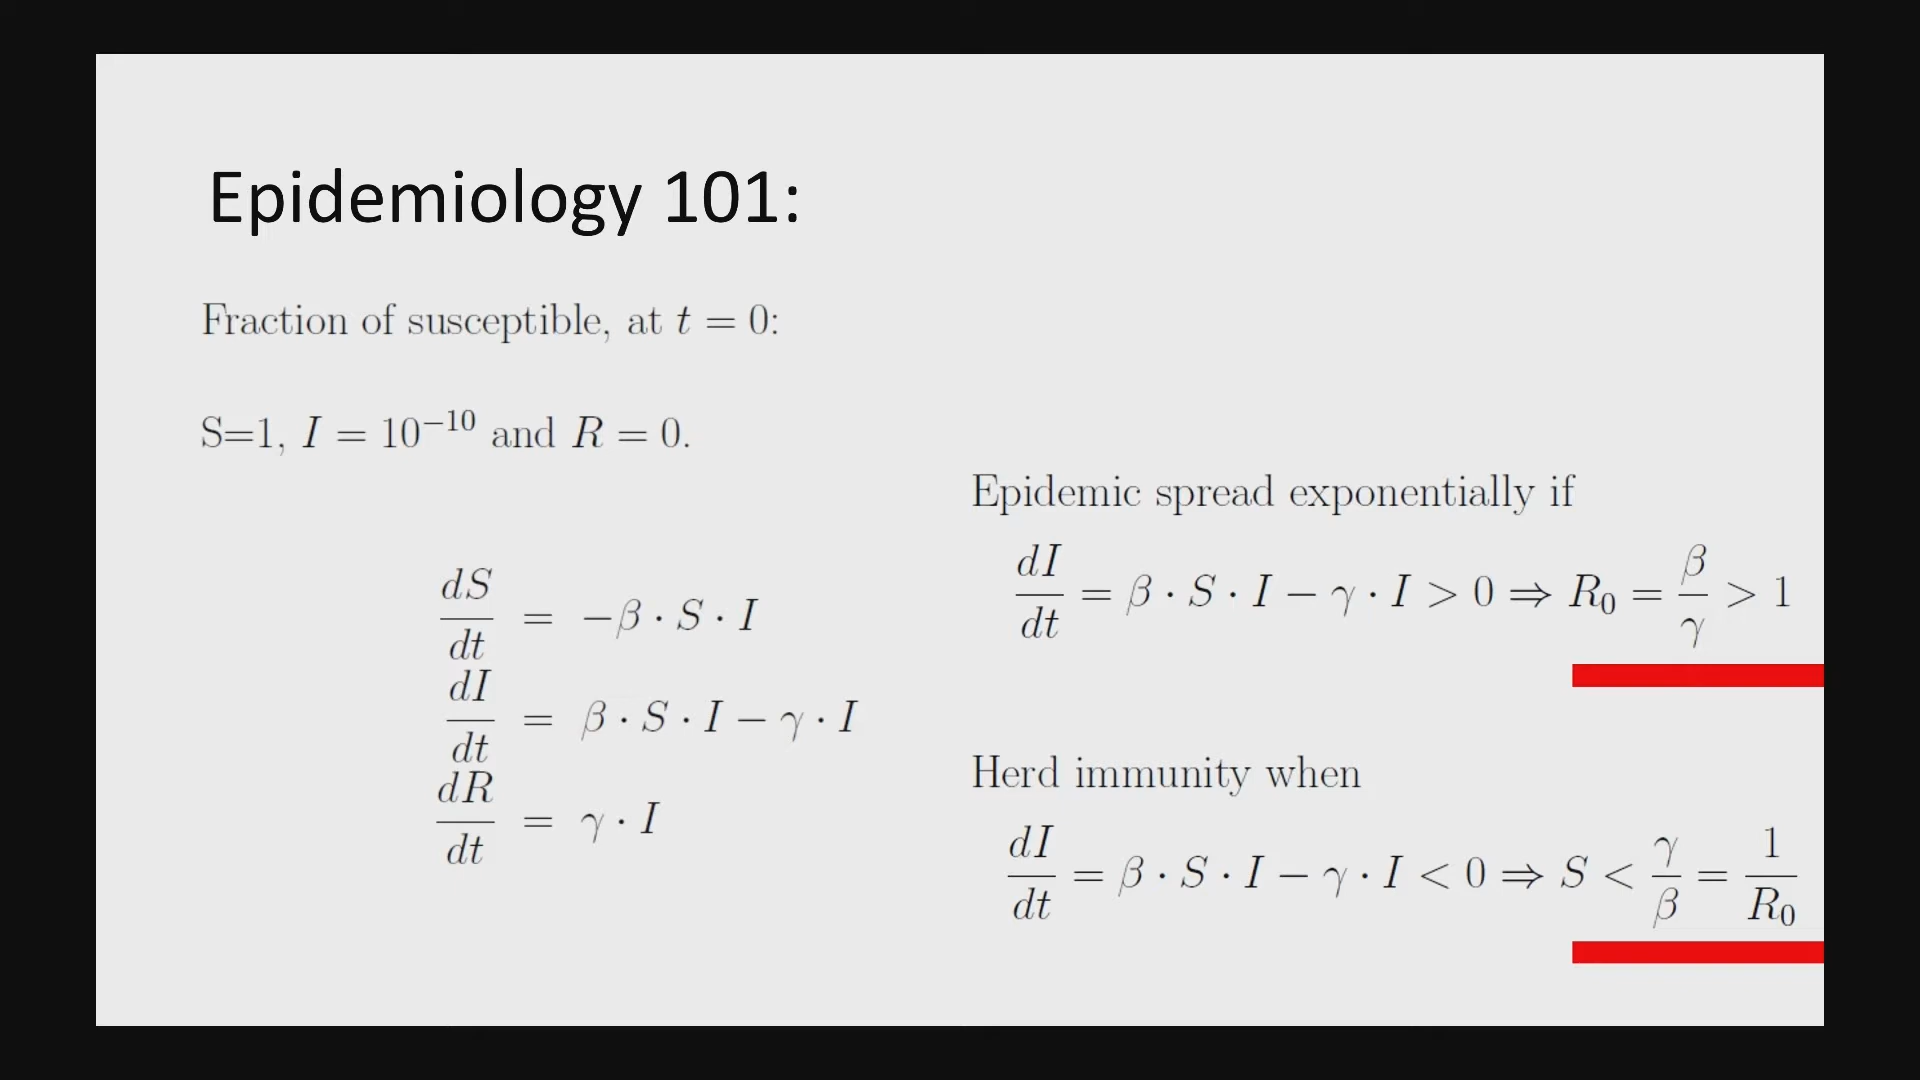 Epidemiology 101:
Fraction of susceptible, at t = 0:
S=1, I = 10⁻¹⁰ and R = 0.
dS/dt = −β · S · I
dI/dt = β · S · I − γ · I
dR/dt = γ · I
Epidemic spread exponentially if
dI/dt = β · S · I − γ · I > 0 ⇒ R₀ = β/γ > 1
Herd immunity when
dI/dt = β · S · I − γ · I < 0 ⇒ S < γ/β = 1/R₀